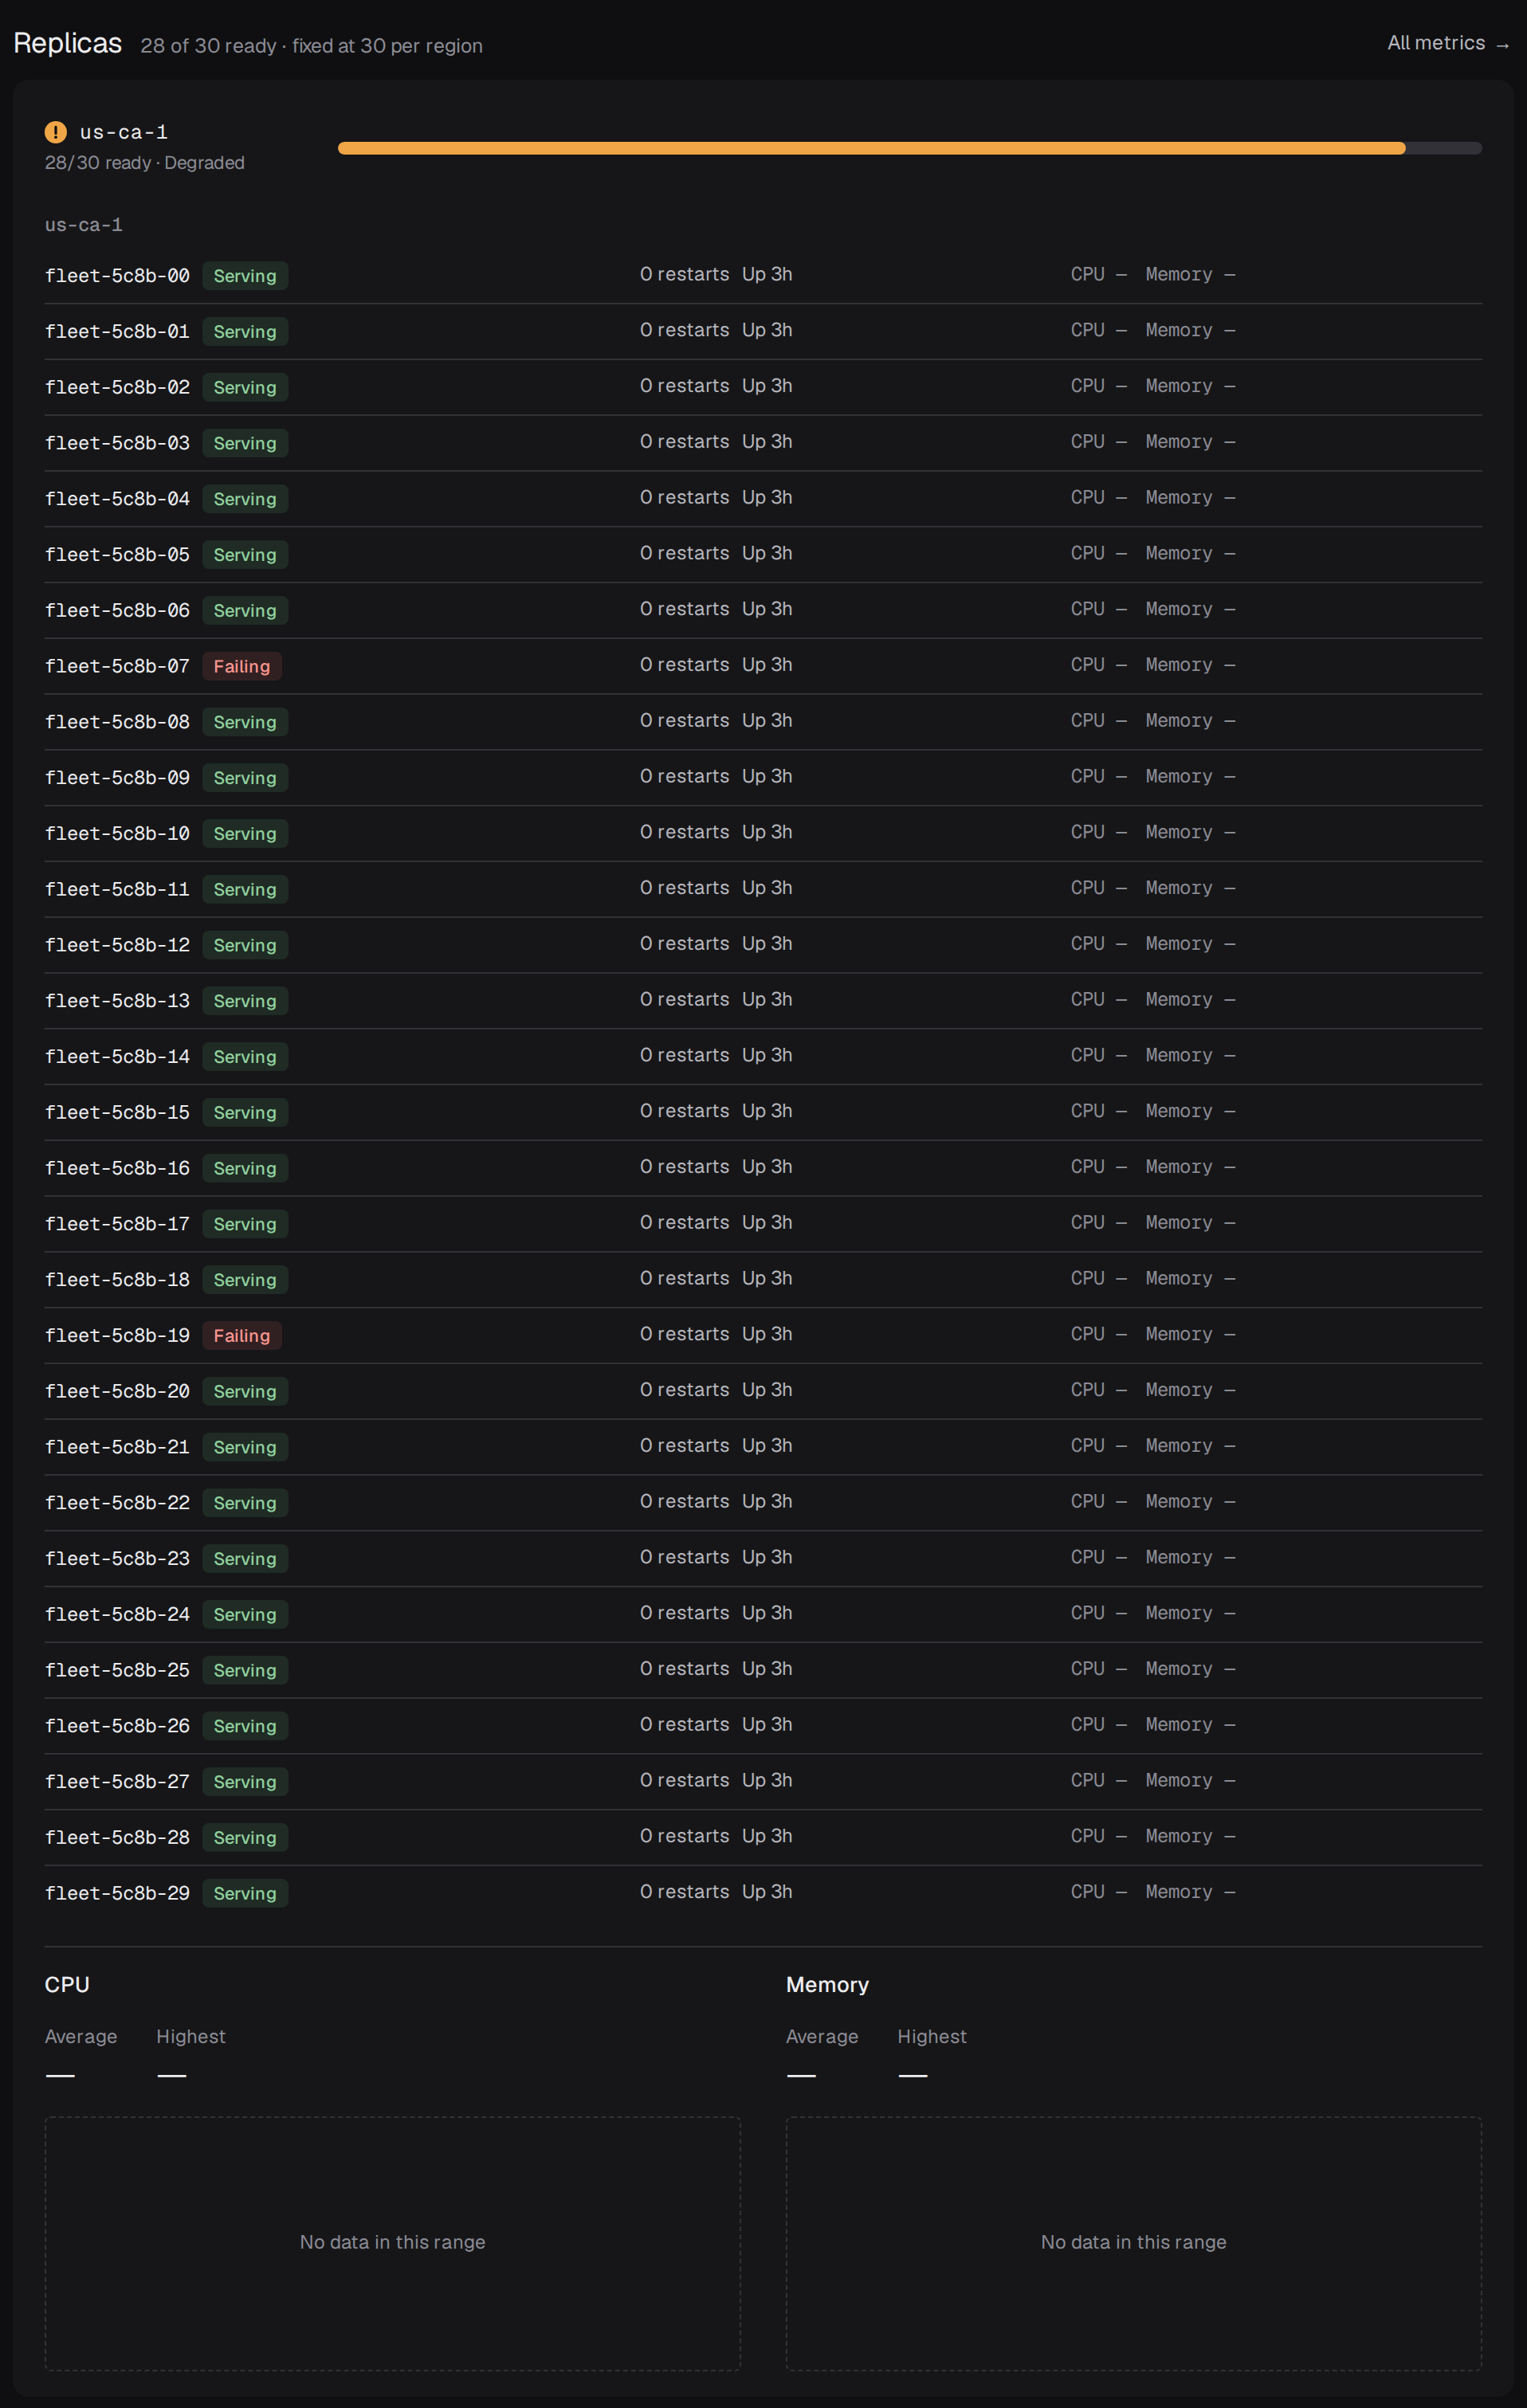 Replicas 28 of 30 ready · fixed at 30 per region All metrics →
us-ca-1
28/30 ready · Degraded
us-ca-1
fleet-5c8b-00 Serving 0 restarts Up 3h CPU — Memory —
fleet-5c8b-01 Serving 0 restarts Up 3h CPU — Memory —
fleet-5c8b-02 Serving 0 restarts Up 3h CPU — Memory —
fleet-5c8b-03 Serving 0 restarts Up 3h CPU — Memory —
fleet-5c8b-04 Serving 0 restarts Up 3h CPU — Memory —
fleet-5c8b-05 Serving 0 restarts Up 3h CPU — Memory —
fleet-5c8b-06 Serving 0 restarts Up 3h CPU — Memory —
fleet-5c8b-07 Failing 0 restarts Up 3h CPU — Memory —
fleet-5c8b-08 Serving 0 restarts Up 3h CPU — Memory —
fleet-5c8b-09 Serving 0 restarts Up 3h CPU — Memory —
fleet-5c8b-10 Serving 0 restarts Up 3h CPU — Memory —
fleet-5c8b-11 Serving 0 restarts Up 3h CPU — Memory —
fleet-5c8b-12 Serving 0 restarts Up 3h CPU — Memory —
fleet-5c8b-13 Serving 0 restarts Up 3h CPU — Memory —
fleet-5c8b-14 Serving 0 restarts Up 3h CPU — Memory —
fleet-5c8b-15 Serving 0 restarts Up 3h CPU — Memory —
fleet-5c8b-16 Serving 0 restarts Up 3h CPU — Memory —
fleet-5c8b-17 Serving 0 restarts Up 3h CPU — Memory —
fleet-5c8b-18 Serving 0 restarts Up 3h CPU — Memory —
fleet-5c8b-19 Failing 0 restarts Up 3h CPU — Memory —
fleet-5c8b-20 Serving 0 restarts Up 3h CPU — Memory —
fleet-5c8b-21 Serving 0 restarts Up 3h CPU — Memory —
fleet-5c8b-22 Serving 0 restarts Up 3h CPU — Memory —
fleet-5c8b-23 Serving 0 restarts Up 3h CPU — Memory —
fleet-5c8b-24 Serving 0 restarts Up 3h CPU — Memory —
fleet-5c8b-25 Serving 0 restarts Up 3h CPU — Memory —
fleet-5c8b-26 Serving 0 restarts Up 3h CPU — Memory —
fleet-5c8b-27 Serving 0 restarts Up 3h CPU — Memory —
fleet-5c8b-28 Serving 0 restarts Up 3h CPU — Memory —
fleet-5c8b-29 Serving 0 restarts Up 3h CPU — Memory —
CPU Memory
Average Highest Average Highest
— — — —
No data in this range No data in this range